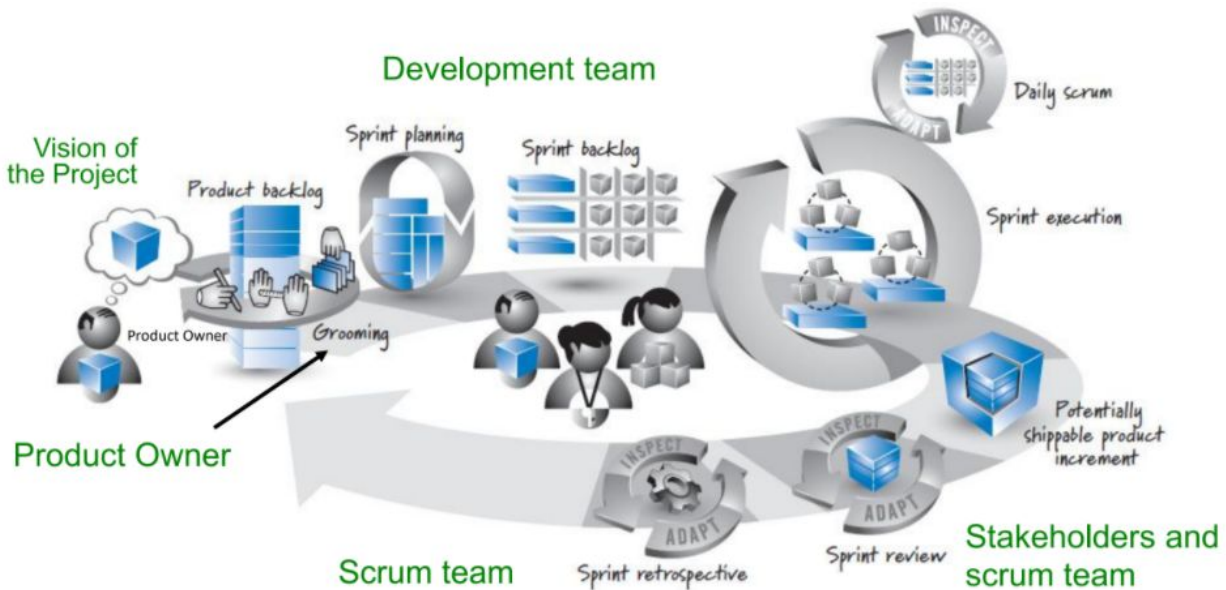 Development team
INSPECT
ADAPT
Daily scrum
Vision of
the Project
Product backlog
Sprint planning
Sprint backlog
Sprint execution
Product Owner
Grooming
Product Owner
Potentially
shippable product
increment
INSPECT
ADAPT
Sprint review
INSPECT
ADAPT
Sprint retrospective
Scrum team
Stakeholders and
scrum team